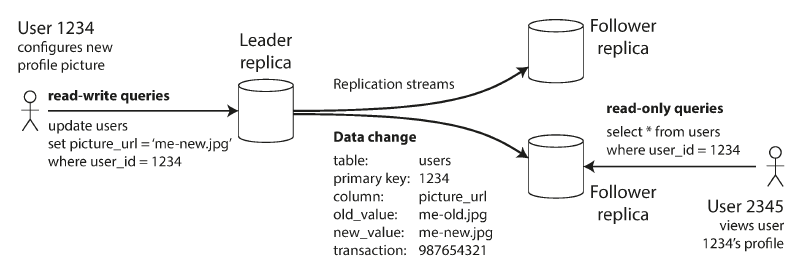 User 1234
configures new
profile picture
read-write queries
update users
set picture_url = ‘me-new.jpg’
where user_id = 1234
Leader
replica
Replication streams
Data change
table: users
primary key: 1234
column: picture_url
old_value: me-old.jpg
new_value: me-new.jpg
transaction: 987654321
Follower
replica
read-only queries
select * from users
where user_id = 1234
Follower
replica
User 2345
views user
1234’s profile